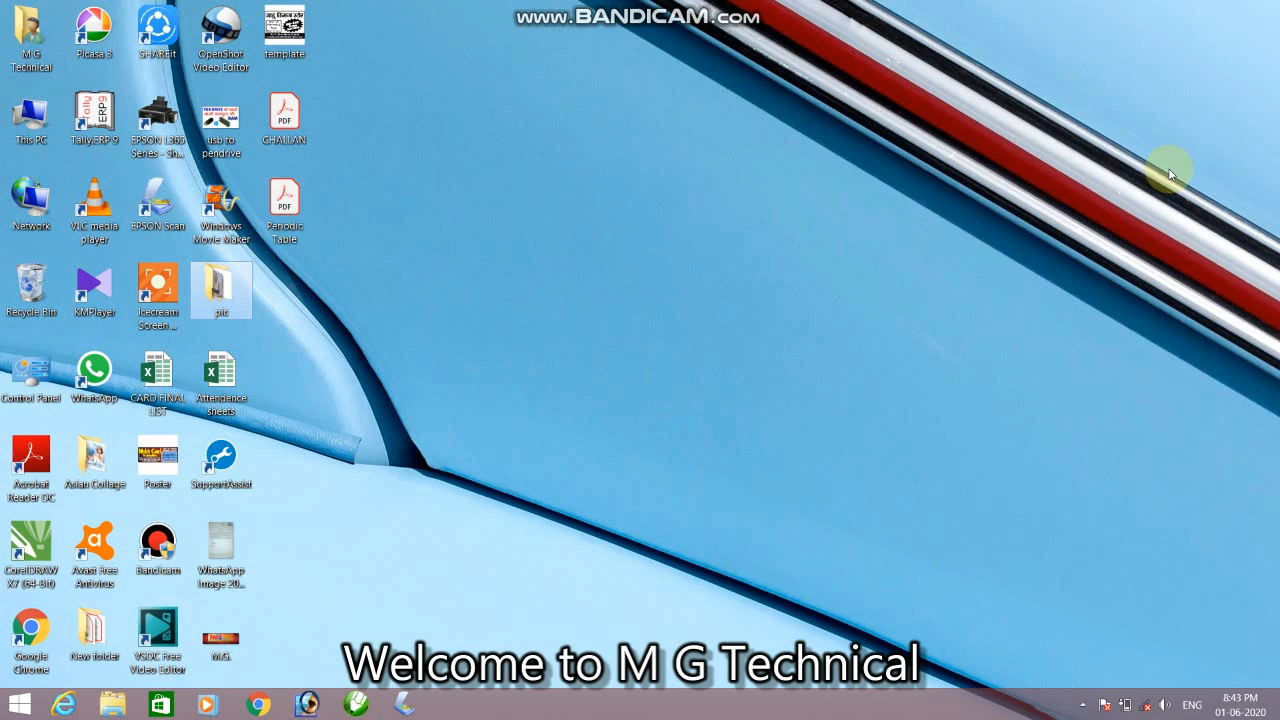 www.BANDICAM.com
M G
Technical
Picasa 3
SHAREit
OpenShot
Video Editor
template
This PC
Tally.ERP 9
EPSON L365
Series - Sh...
usb to
pendrive
CHALLAN
Network
VLC media
player
EPSON Scan
Windows
Movie Maker
Periodic
Table
Recycle Bin
KMPlayer
Icecream
Screen ...
pic
Control Panel
WhatsApp
CARD FINAL
LIST
Attendence
sheets
Acrobat
Reader DC
Asian Collage
Poster
SupportAssist
CorelDRAW
X7 (64-Bit)
Avast Free
Antivirus
Bandicam
WhatsApp
Image 20...
Google
Chrome
New folder
VSDC Free
Video Editor
M.G.
Welcome to M G Technical
ENG
8:43 PM
01-06-2020
PDF
PDF